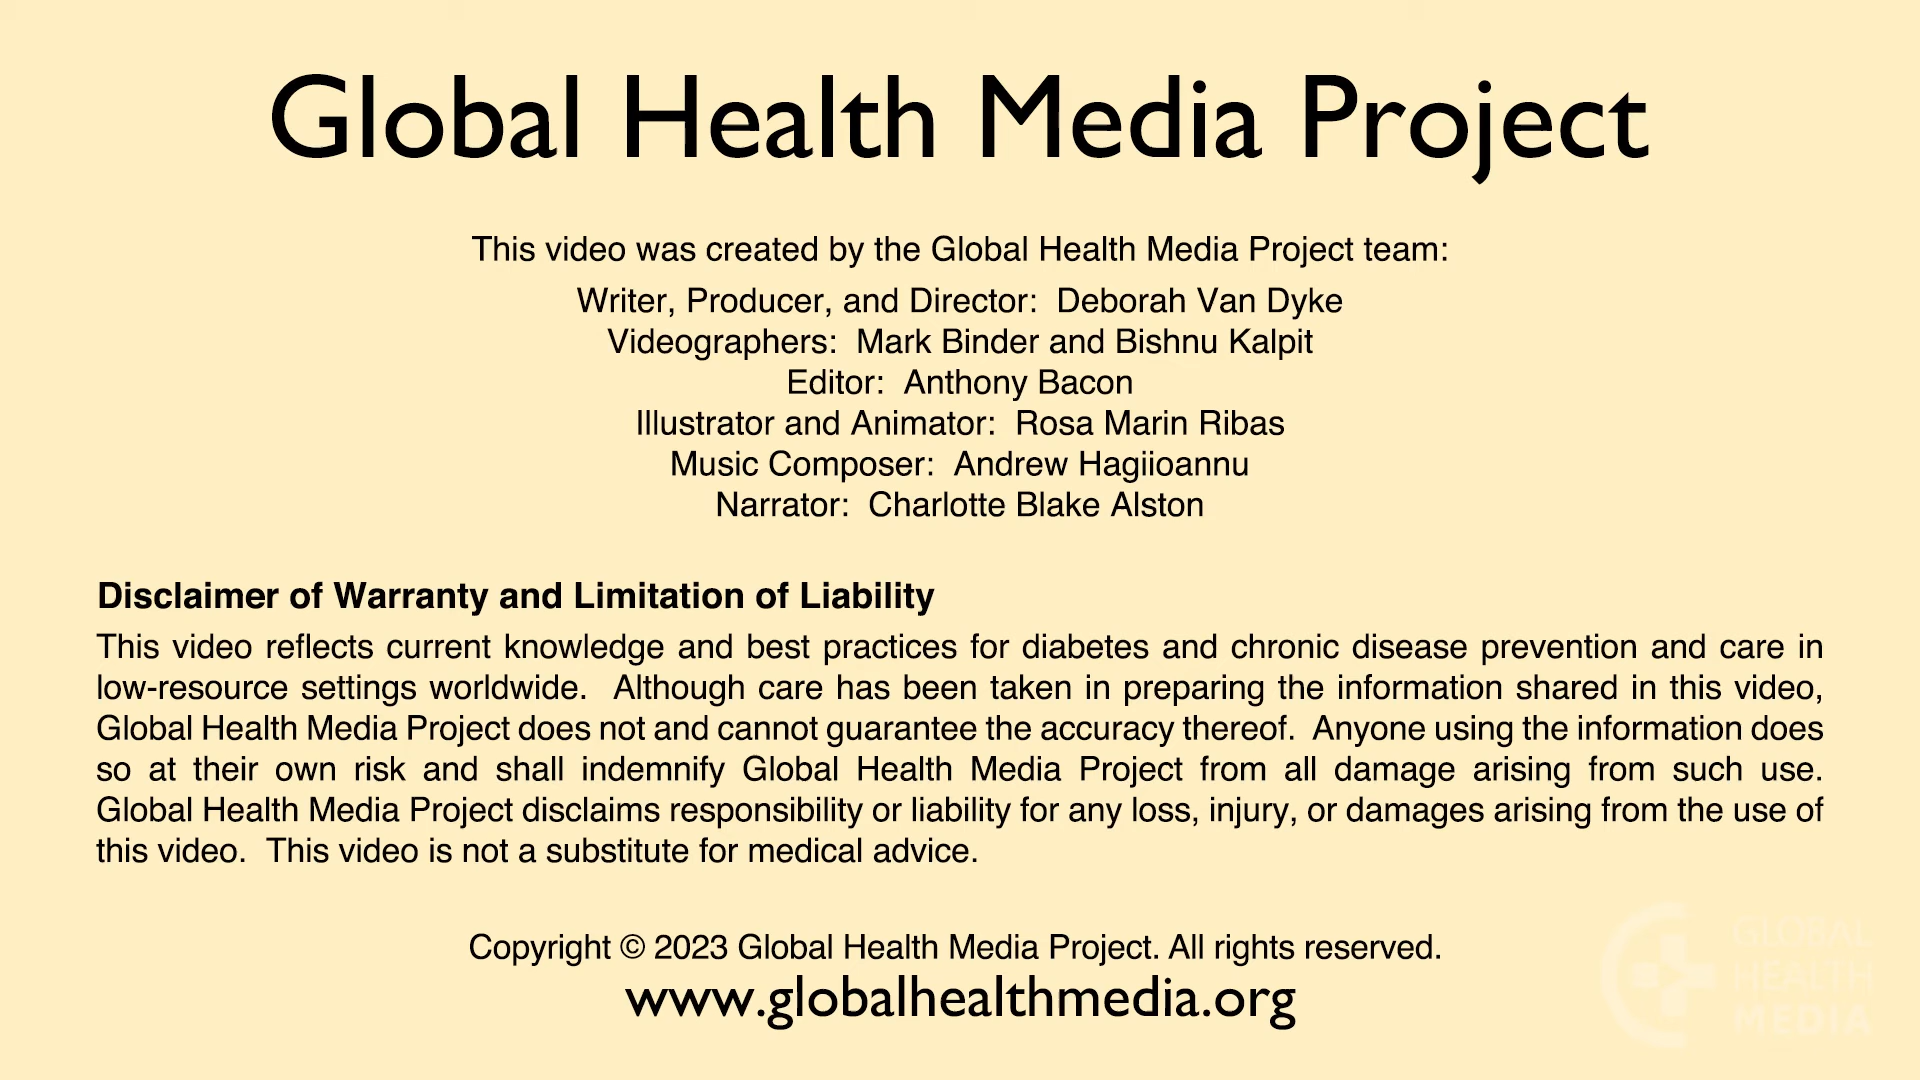 Global Health Media Project
This video was created by the Global Health Media Project team:
Writer, Producer, and Director:  Deborah Van Dyke
Videographers:  Mark Binder and Bishnu Kalpit
Editor:  Anthony Bacon
Illustrator and Animator:  Rosa Marin Ribas
Music Composer:  Andrew Hagiioannu
Narrator:  Charlotte Blake Alston
Disclaimer of Warranty and Limitation of Liability
This video reflects current knowledge and best practices for diabetes and chronic disease prevention and care in
low-resource settings worldwide.  Although care has been taken in preparing the information shared in this video,
Global Health Media Project does not and cannot guarantee the accuracy thereof.  Anyone using the information does
so at their own risk and shall indemnify Global Health Media Project from all damage arising from such use.
Global Health Media Project disclaims responsibility or liability for any loss, injury, or damages arising from the use of
this video.  This video is not a substitute for medical advice.
Copyright © 2023 Global Health Media Project. All rights reserved.
www.globalhealthmedia.org
GLOBAL
HEALTH
MEDIA